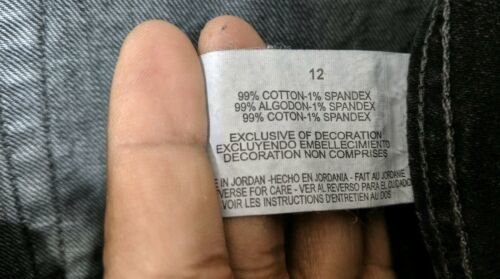 12
99% COTTON-1% SPANDEX
99% ALGODON-1% SPANDEX
99% COTON-1% SPANDEX
EXCLUSIVE OF DECORATION
EXCLUYENDO EMBELLECIMIENTO
DECORATION NON COMPRISES
E IN JORDAN -HECHO EN JORDANIA - FAIT AU JORDANIE
VERSE FOR CARE - VER AL REVERSO PARA EL CUIDADO
VOIR LES INSTRUCTIONS D'ENTRETIEN AU DOS